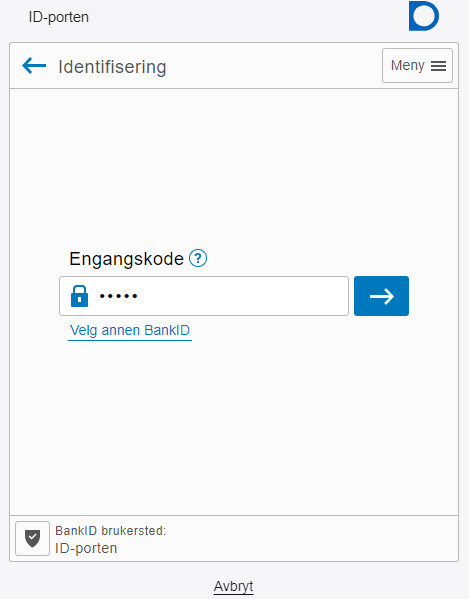 ID-porten
Identifisering
Meny
Engangskode ?
•••••
Velg annen BankID
BankID brukersted:
ID-porten
Avbryt